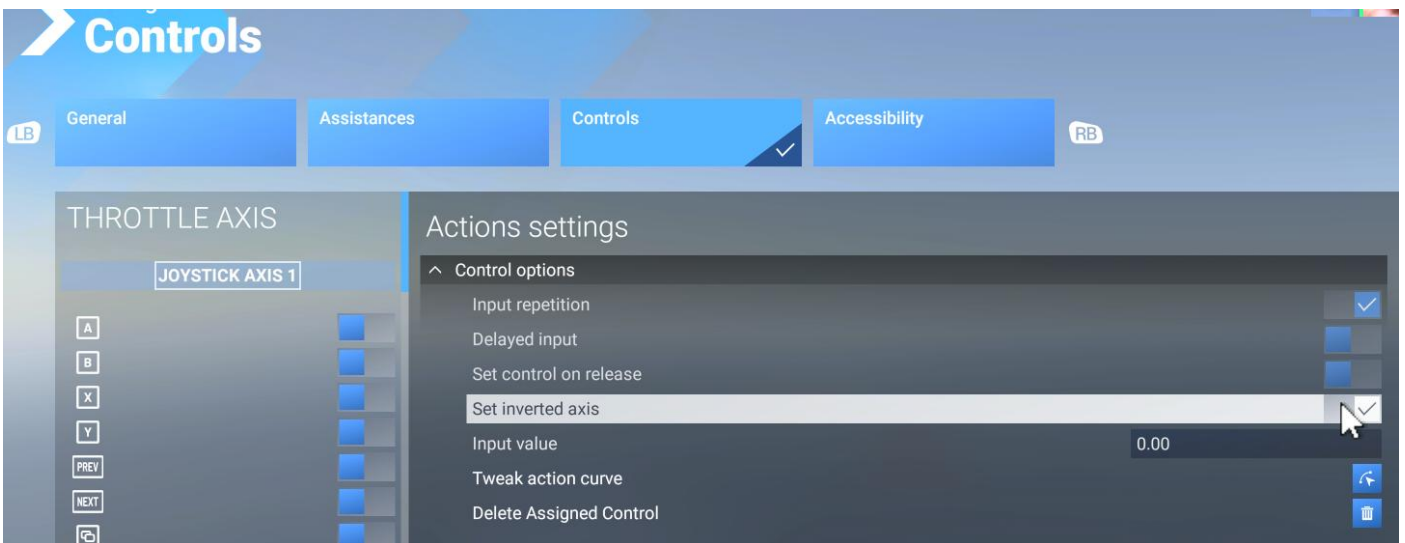 Controls
LB
General
Assistances
Controls
Accessibility
RB
THROTTLE AXIS
JOYSTICK AXIS 1
A
B
X
Y
PREV
NEXT
Actions settings
Control options
Input repetition
Delayed input
Set control on release
Set inverted axis
Input value 0.00
Tweak action curve
Delete Assigned Control